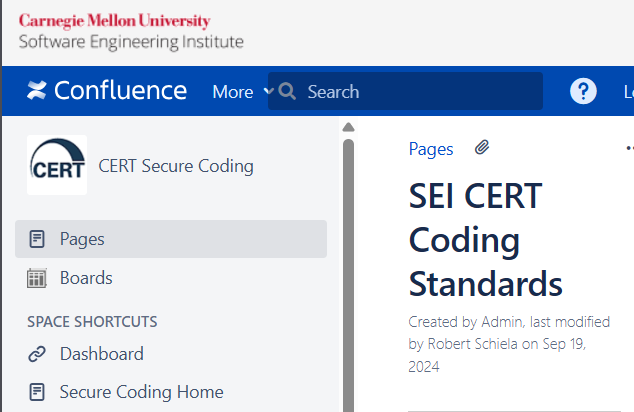 Carnegie Mellon University
Software Engineering Institute
Confluence More Search ?
CERT CERT Secure Coding
Pages
Boards
SPACE SHORTCUTS
Dashboard
Secure Coding Home
Pages
SEI CERT
Coding
Standards
Created by Admin, last modified
by Robert Schiela on Sep 19,
2024